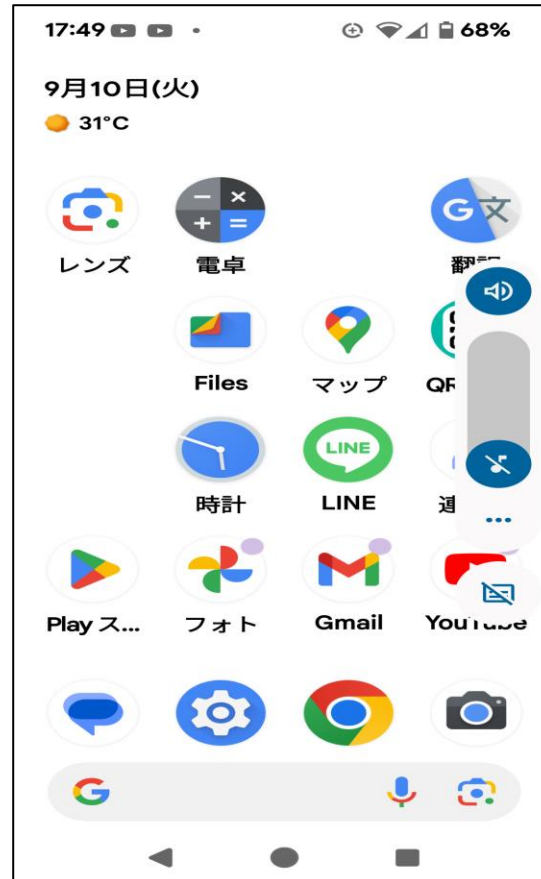 17:49
68%
9月10日(火)
31°C
レンズ
電卓
Files
マップ
時計
LINE
LINE
Play ス...
フォト
Gmail
YouTube